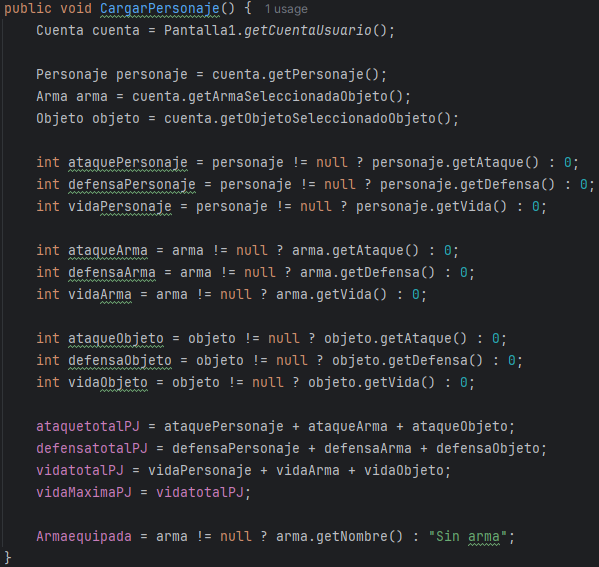 public void CargarPersonaje() { 1 usage
Cuenta cuenta = Pantalla1.getCuentaUsuario();
Personaje personaje = cuenta.getPersonaje();
Arma arma = cuenta.getArmaSeleccionadaObjeto();
Objeto objeto = cuenta.getObjetoSeleccionadoObjeto();
int ataquePersonaje = personaje != null ? personaje.getAtaque() : 0;
int defensaPersonaje = personaje != null ? personaje.getDefensa() : 0;
int vidaPersonaje = personaje != null ? personaje.getVida() : 0;
int ataqueArma = arma != null ? arma.getAtaque() : 0;
int defensaArma = arma != null ? arma.getDefensa() : 0;
int vidaArma = arma != null ? arma.getVida() : 0;
int ataqueObjeto = objeto != null ? objeto.getAtaque() : 0;
int defensaObjeto = objeto != null ? objeto.getDefensa() : 0;
int vidaObjeto = objeto != null ? objeto.getVida() : 0;
ataquetotalPJ = ataquePersonaje + ataqueArma + ataqueObjeto;
defensatotalPJ = defensaPersonaje + defensaArma + defensaObjeto;
vidatotalPJ = vidaPersonaje + vidaArma + vidaObjeto;
vidaMaximaPJ = vidatotalPJ;
Armaequipada = arma != null ? arma.getNombre() : "Sin arma";
}